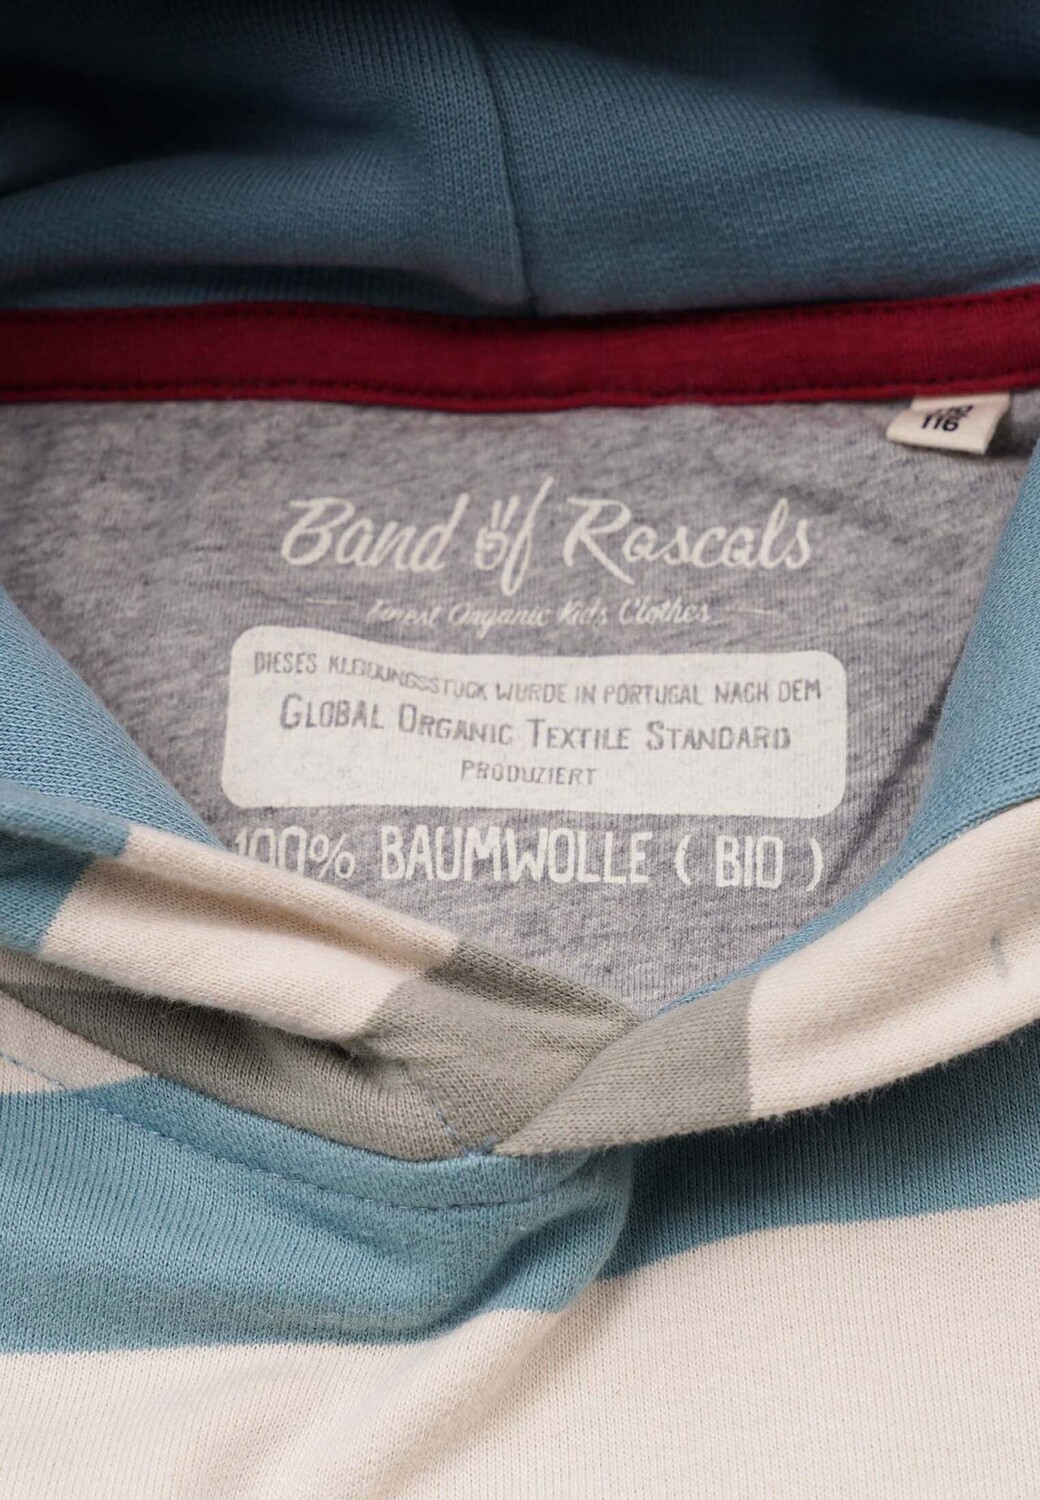 116
Band of Rascals
Finest Organic Kids Clothes
DIESES KLEIDUNGSSTÜCK WURDE IN PORTUGAL NACH DEM
GLOBAL ORGANIC TEXTILE STANDARD
PRODUZIERT
100% BAUMWOLLE ( BIO )